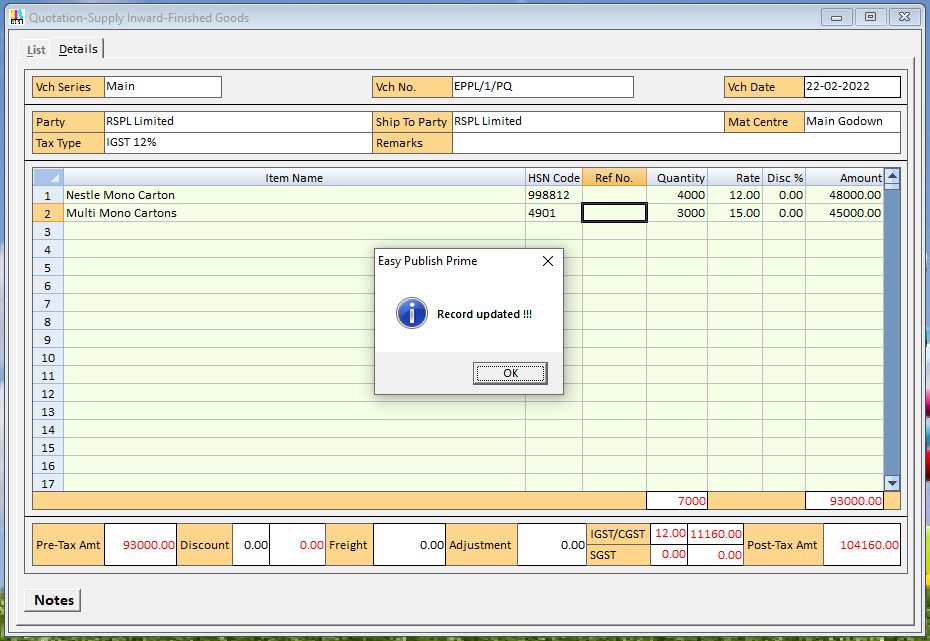 Quotation-Supply Inward-Finished Goods
List Details
Vch Series Main Vch No. EPPL/1/PQ Vch Date 22-02-2022
Party RSPL Limited Ship To Party RSPL Limited Mat Centre Main Godown
Tax Type IGST 12% Remarks
Item Name HSN Code Ref No. Quantity Rate Disc % Amount
1 Nestle Mono Carton 998812 4000 12.00 0.00 48000.00
2 Multi Mono Cartons 4901 3000 15.00 0.00 45000.00
3
4
5
6
7
8
9
10
11
12
13
14
15
16
17
Easy Publish Prime
Record updated !!!
OK
7000 93000.00
Pre-Tax Amt 93000.00 Discount 0.00 0.00 Freight 0.00 Adjustment 0.00 IGST/CGST 12.00 11160.00 Post-Tax Amt 104160.00
SGST 0.00 0.00
Notes